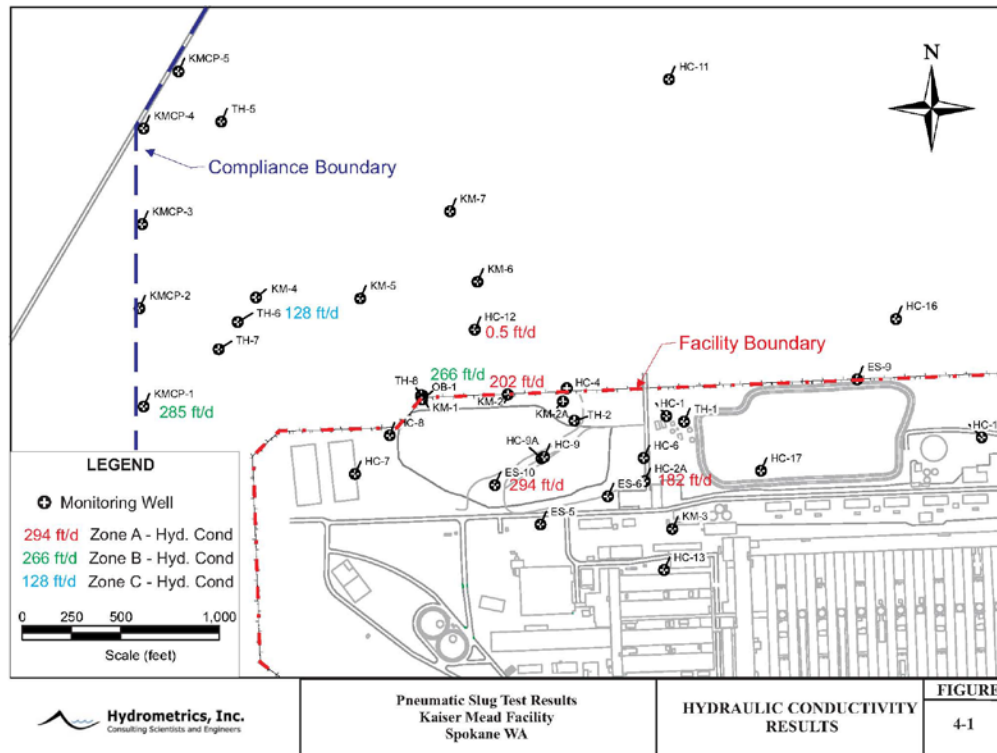 KMCP-5
HC-11
N
KMCP-4
TH-5
Compliance Boundary
KMCP-3
KM-7
KM-6
KM-4
KM-5
KMCP-2
TH-6 128 ft/d
HC-12
0.5 ft/d
HC-16
TH-7
Facility Boundary
266 ft/d
202 ft/d
ES-9
TH-8
OB-1
HC-4
KMCP-1
285 ft/d
KM-1
KM-2
KM-2A
HC-1
TH-1
TH-2
HC-8
HC-1
HC-9A
HC-9
HC-6
HC-7
ES-10
294 ft/d
HC-2A
182 ft/d
HC-17
ES-6
ES-5
KM-3
HC-13
LEGEND
Monitoring Well
294 ft/d Zone A - Hyd. Cond
266 ft/d Zone B - Hyd. Cond
128 ft/d Zone C - Hyd. Cond
0 250 500 1,000
Scale (feet)
Hydrometrics, Inc.
Consulting Scientists and Engineers
Pneumatic Slug Test Results
Kaiser Mead Facility
Spokane WA
HYDRAULIC CONDUCTIVITY
RESULTS
FIGURE
4-1